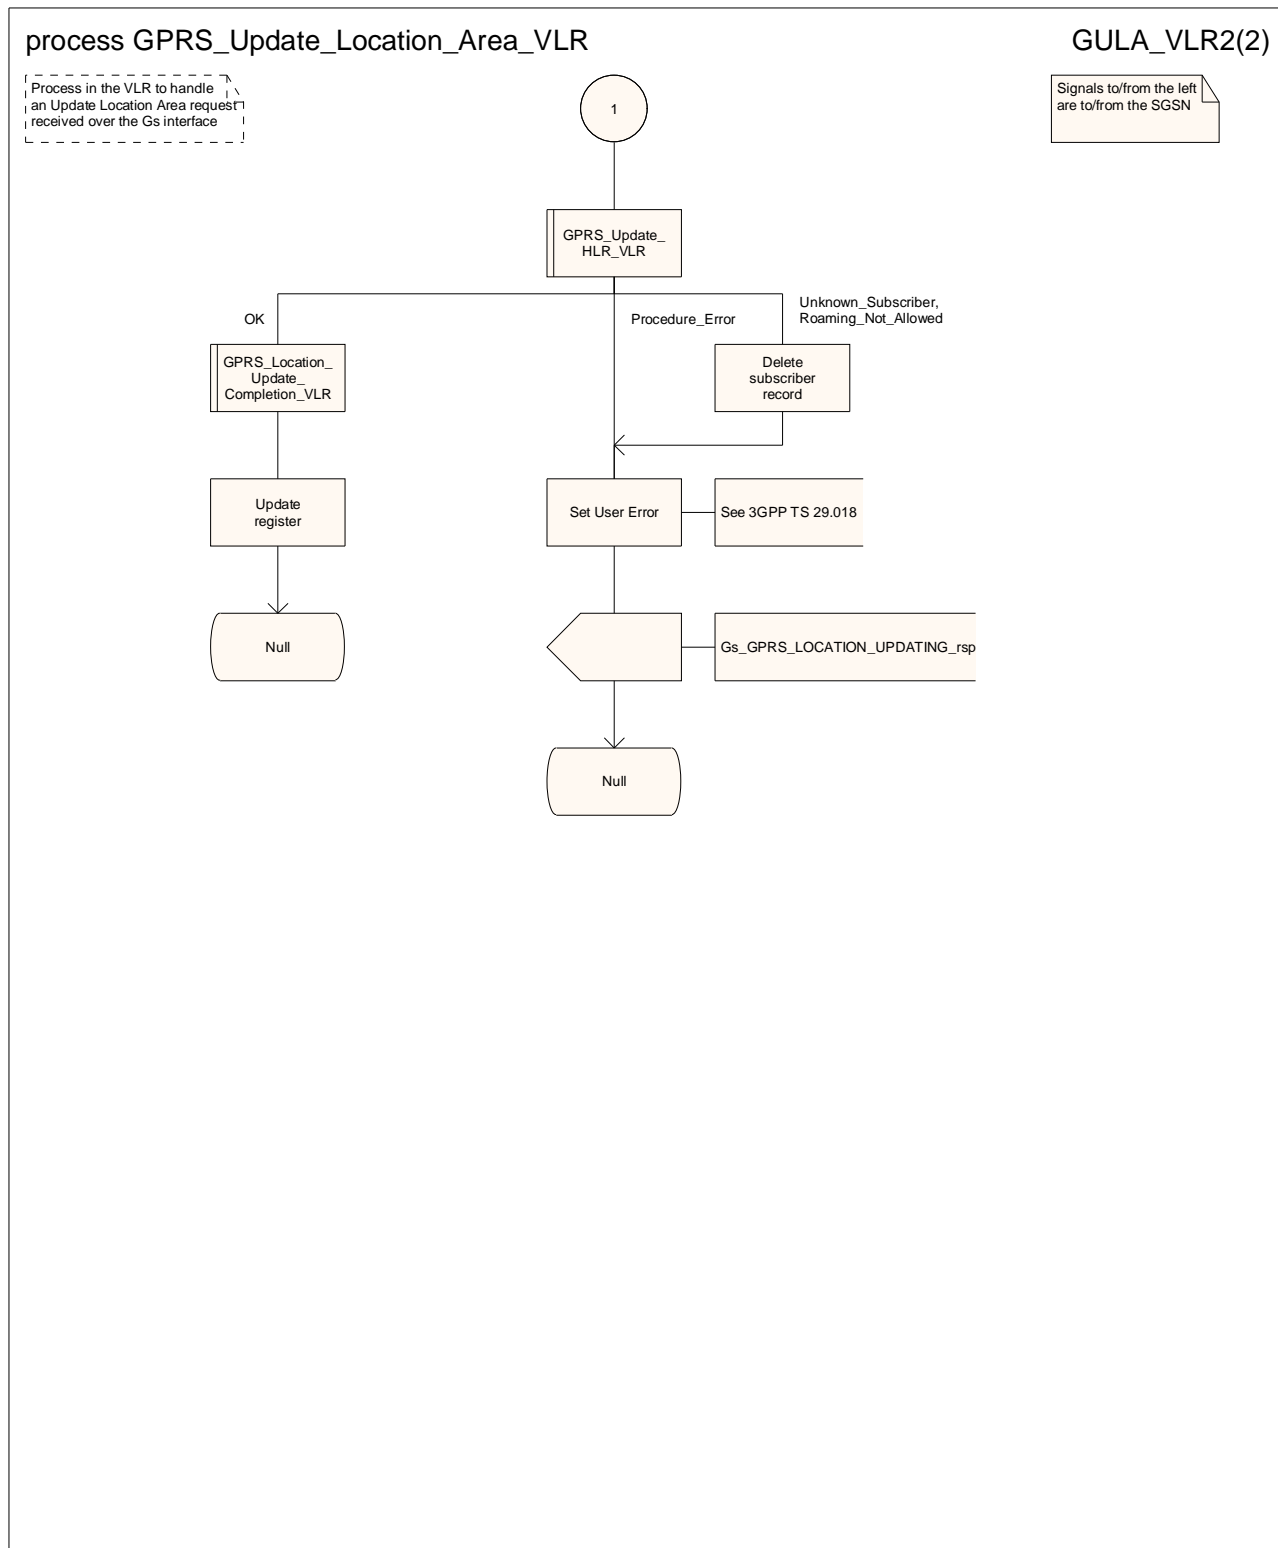 process GPRS_Update_Location_Area_VLR
GULA_VLR2(2)
Process in the VLR to handle
an Update Location Area request
received over the Gs interface
1
Signals to/from the left
are to/from the SGSN
GPRS_Update_
HLR_VLR
OK
Procedure_Error
Unknown_Subscriber,
Roaming_Not_Allowed
GPRS_Location_
Update_
Completion_VLR
Delete
subscriber
record
Update
register
Set User Error
See 3GPP TS 29.018
Null
Gs_GPRS_LOCATION_UPDATING_rsp
Null